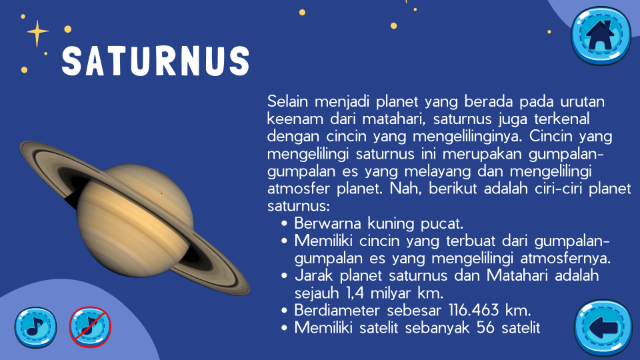 SATURNUS
Selain menjadi planet yang berada pada urutan
keenam dari matahari, saturnus juga terkenal
dengan cincin yang mengelilinginya. Cincin yang
mengelilingi saturnus ini merupakan gumpalan-
gumpalan es yang melayang dan mengelilingi
atmosfer planet. Nah, berikut adalah ciri-ciri planet
saturnus:
• Berwarna kuning pucat.
• Memiliki cincin yang terbuat dari gumpalan-
gumpalan es yang mengelilingi atmosfernya.
• Jarak planet saturnus dan Matahari adalah
sejauh 1,4 milyar km.
• Berdiameter sebesar 116.463 km.
• Memiliki satelit sebanyak 56 satelit